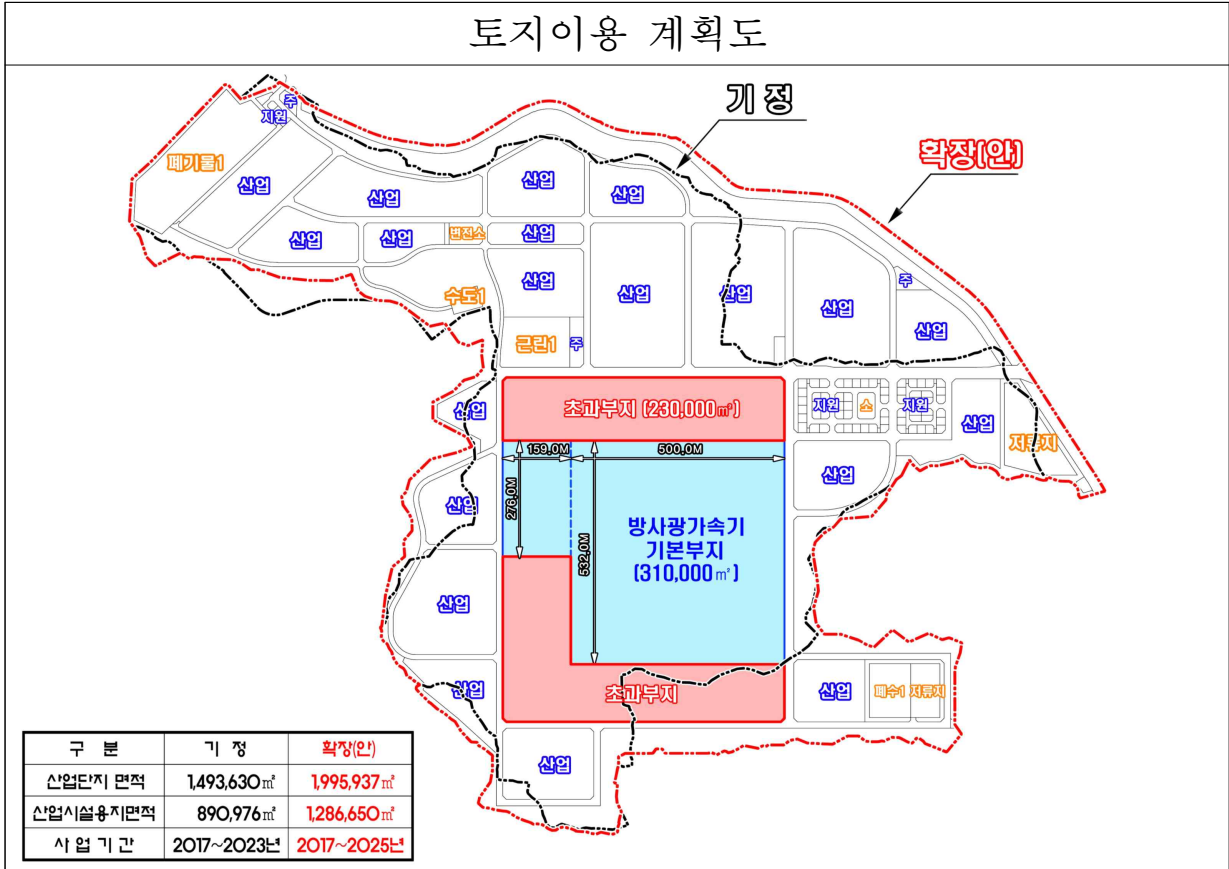 토지이용 계획도
기 정
확장(안)
주
지원
폐기물1
산업
산업
산업
산업
산업
산업
변전소
산업
수도1
산업
산업
산업
산업
주
산업
근린1
주
초과부지 (230,000㎡)
산업
지원
소
지원
산업
저류지
159.0M
500.0M
276.0M
532.0M
산업
산업
방사광가속기
기본부지
(310,000㎡)
산업
산업
초과부지
산업
폐수1
저류지
산업
구 분 기 정 확장(안)
산업단지 면적 1,493,630㎡ 1,995,937㎡
산업시설용지면적 890,976㎡ 1,286,650㎡
사 업 기 간 2017~2023년 2017~2025년